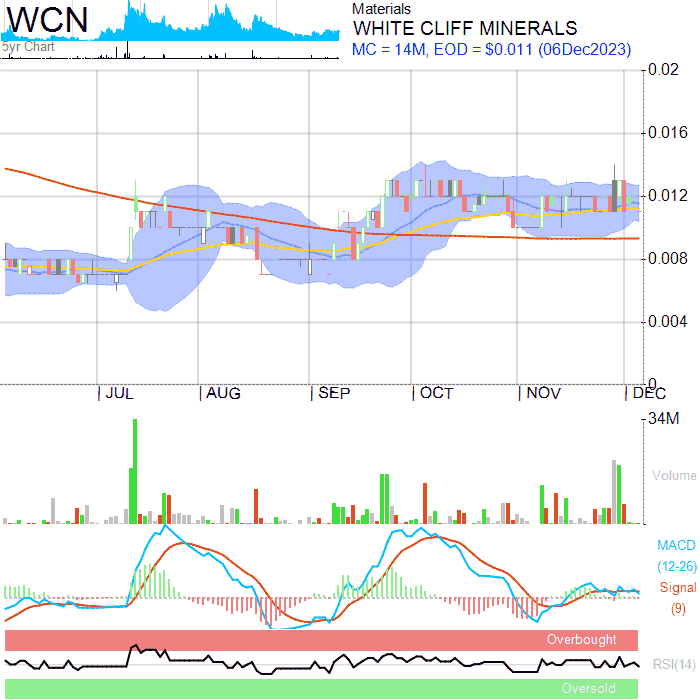 WCN
5yr Chart
Materials
WHITE CLIFF MINERALS
MC = 14M, EOD = $0.011 (06Dec2023)
0.02
0.016
0.012
0.008
0.004
0
JUL AUG SEP OCT NOV DEC
34M
Volume
MACD
(12-26)
Signal
(9)
Overbought
RSI(14)
Oversold